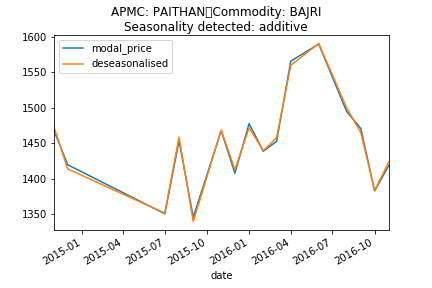 APMC: PAITHAN Commodity: BAJRI
Seasonality detected: additive
modal_price
deseasonalised
1600
1550
1500
1450
1400
1350
2015-01
2015-04
2015-07
2015-10
2016-01
2016-04
2016-07
2016-10
date